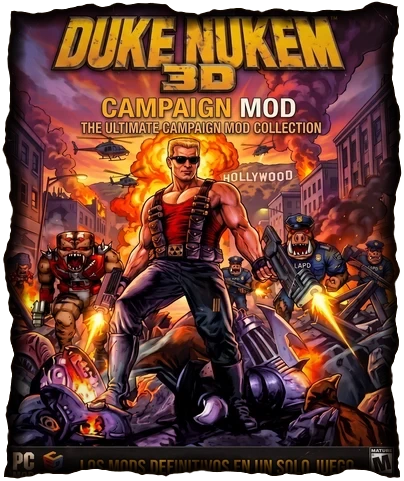 DUKE NUKEM
3D
CAMPAIGN MOD
THE ULTIMATE CAMPAIGN MOD COLLECTION
HOLLYWOOD
LAPD
PC
LOS MODS DEFINITIVOS EN UN SOLO JUEGO
MATURE
M